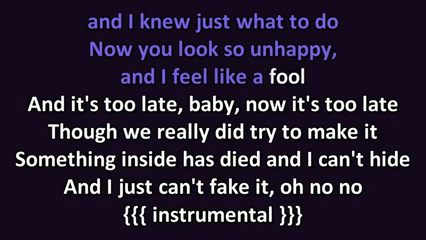 and I knew just what to do
Now you look so unhappy,
and I feel like a fool
And it's too late, baby, now it's too late
Though we really did try to make it
Something inside has died and I can't hide
And I just can't fake it, oh no no
{{{ instrumental }}}